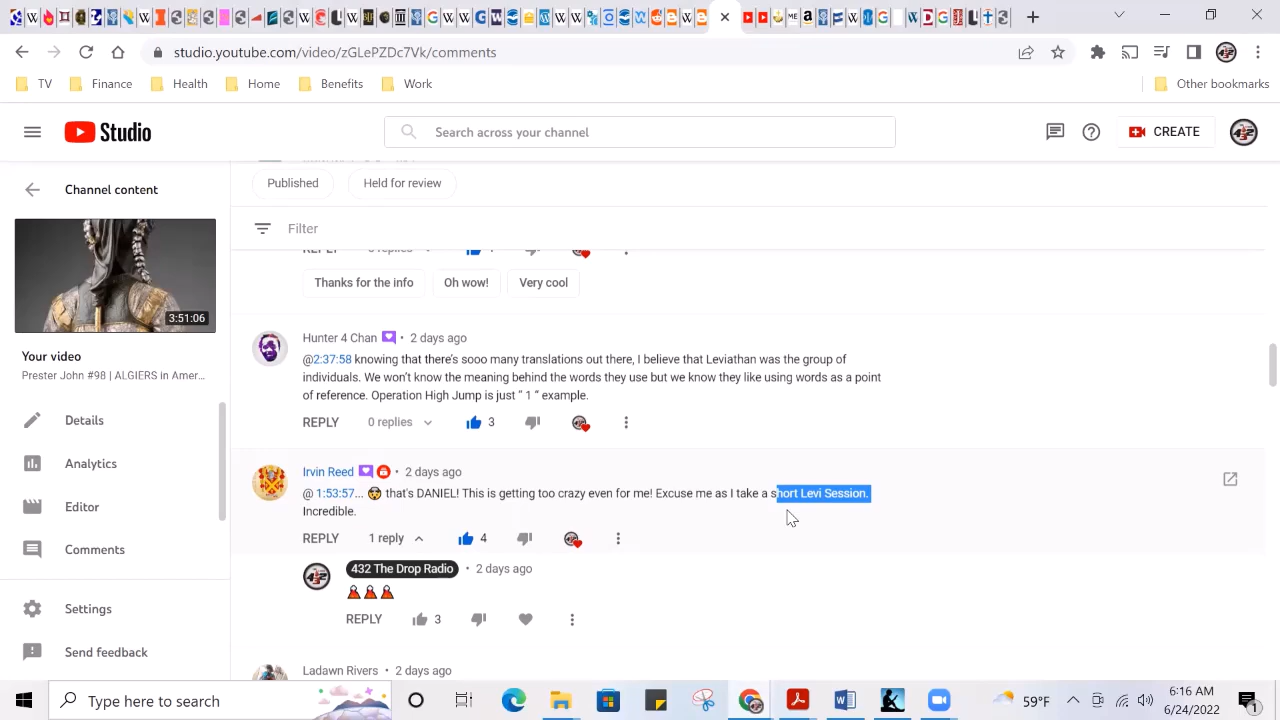 studio.youtube.com/video/zGLePZDc7Vk/comments
TV Finance Health Home Benefits Work Other bookmarks
Studio
Search across your channel
CREATE
Channel content
Published Held for review
Filter
3:51:06
Your video
Prester John #98 | ALGIERS in Amer...
Details
Analytics
Editor
Comments
Settings
Send feedback
REPLY
Thanks for the info Oh wow! Very cool
Hunter 4 Chan • 2 days ago
@2:37:58 knowing that there's sooo many translations out there, I believe that Leviathan was the group of
individuals. We won't know the meaning behind the words they use but we know they like using words as a point
of reference. Operation High Jump is just " 1 " example.
REPLY 0 replies 3
Irvin Reed • 2 days ago
@ 1:53:57... that's DANIEL! This is getting too crazy even for me! Excuse me as I take a short Levi Session.
Incredible.
REPLY 1 reply 4
432 The Drop Radio • 2 days ago
REPLY 3
Ladawn Rivers • 2 days ago
Type here to search
59°F
6:16 AM
6/24/2022
1